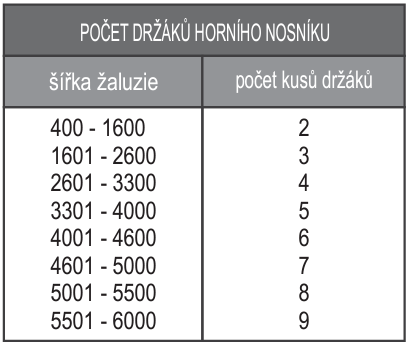 POČET DRŽÁKŮ HORNÍHO NOSNÍKU
šířka žaluzie počet kusů držáků
400 - 1600 2
1601 - 2600 3
2601 - 3300 4
3301 - 4000 5
4001 - 4600 6
4601 - 5000 7
5001 - 5500 8
5501 - 6000 9